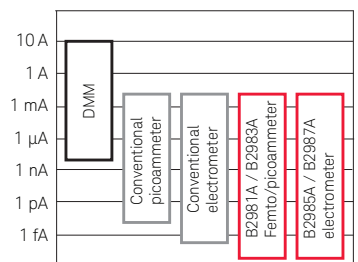 10 A
1 A
1 mA
1 μA
1 nA
1 pA
1 fA
DMM
Conventional
picoammeter
Conventional
electrometer
B2981A / B2983A
Femto/picoammeter
B2985A / B2987A
electrometer